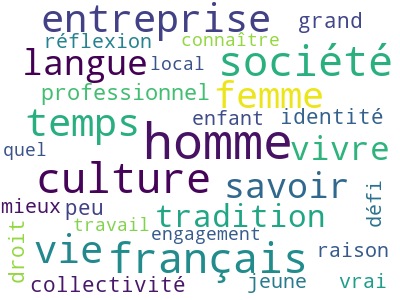 entreprise grand
réflexion connaître
langue local société
professionnel femme
temps enfant identité
quel homme vivre
culture savoir
mieux peu tradition défi
droit travail engagement
vie français raison
collectivité jeune vrai